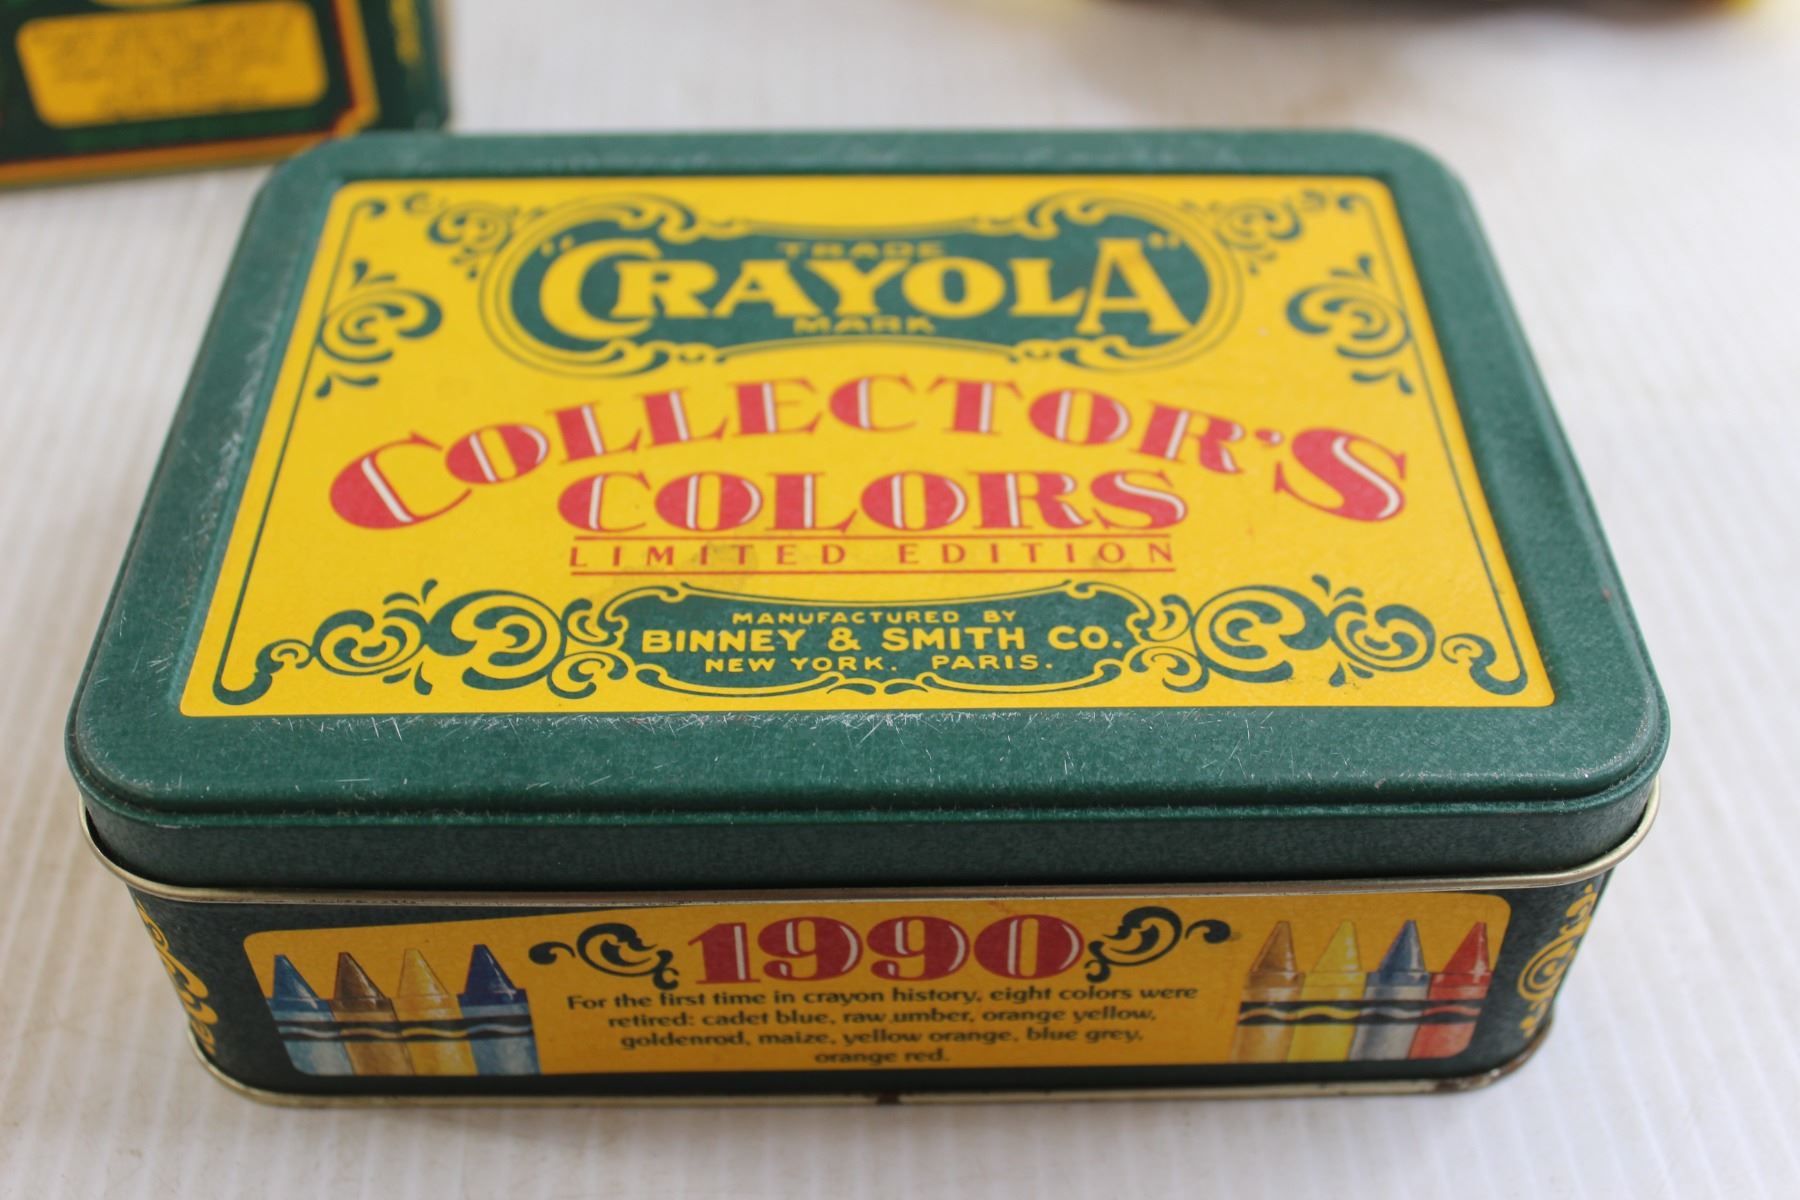 TRADE
"CRAYOLA"
MARK
COLLECTOR'S
COLORS
LIMITED EDITION
MANUFACTURED BY
BINNEY & SMITH CO.
NEW YORK. PARIS.
1990
For the first time in crayon history, eight colors were
retired: cadet blue, raw umber, orange yellow,
goldenrod, maize, yellow orange, blue grey,
orange red.